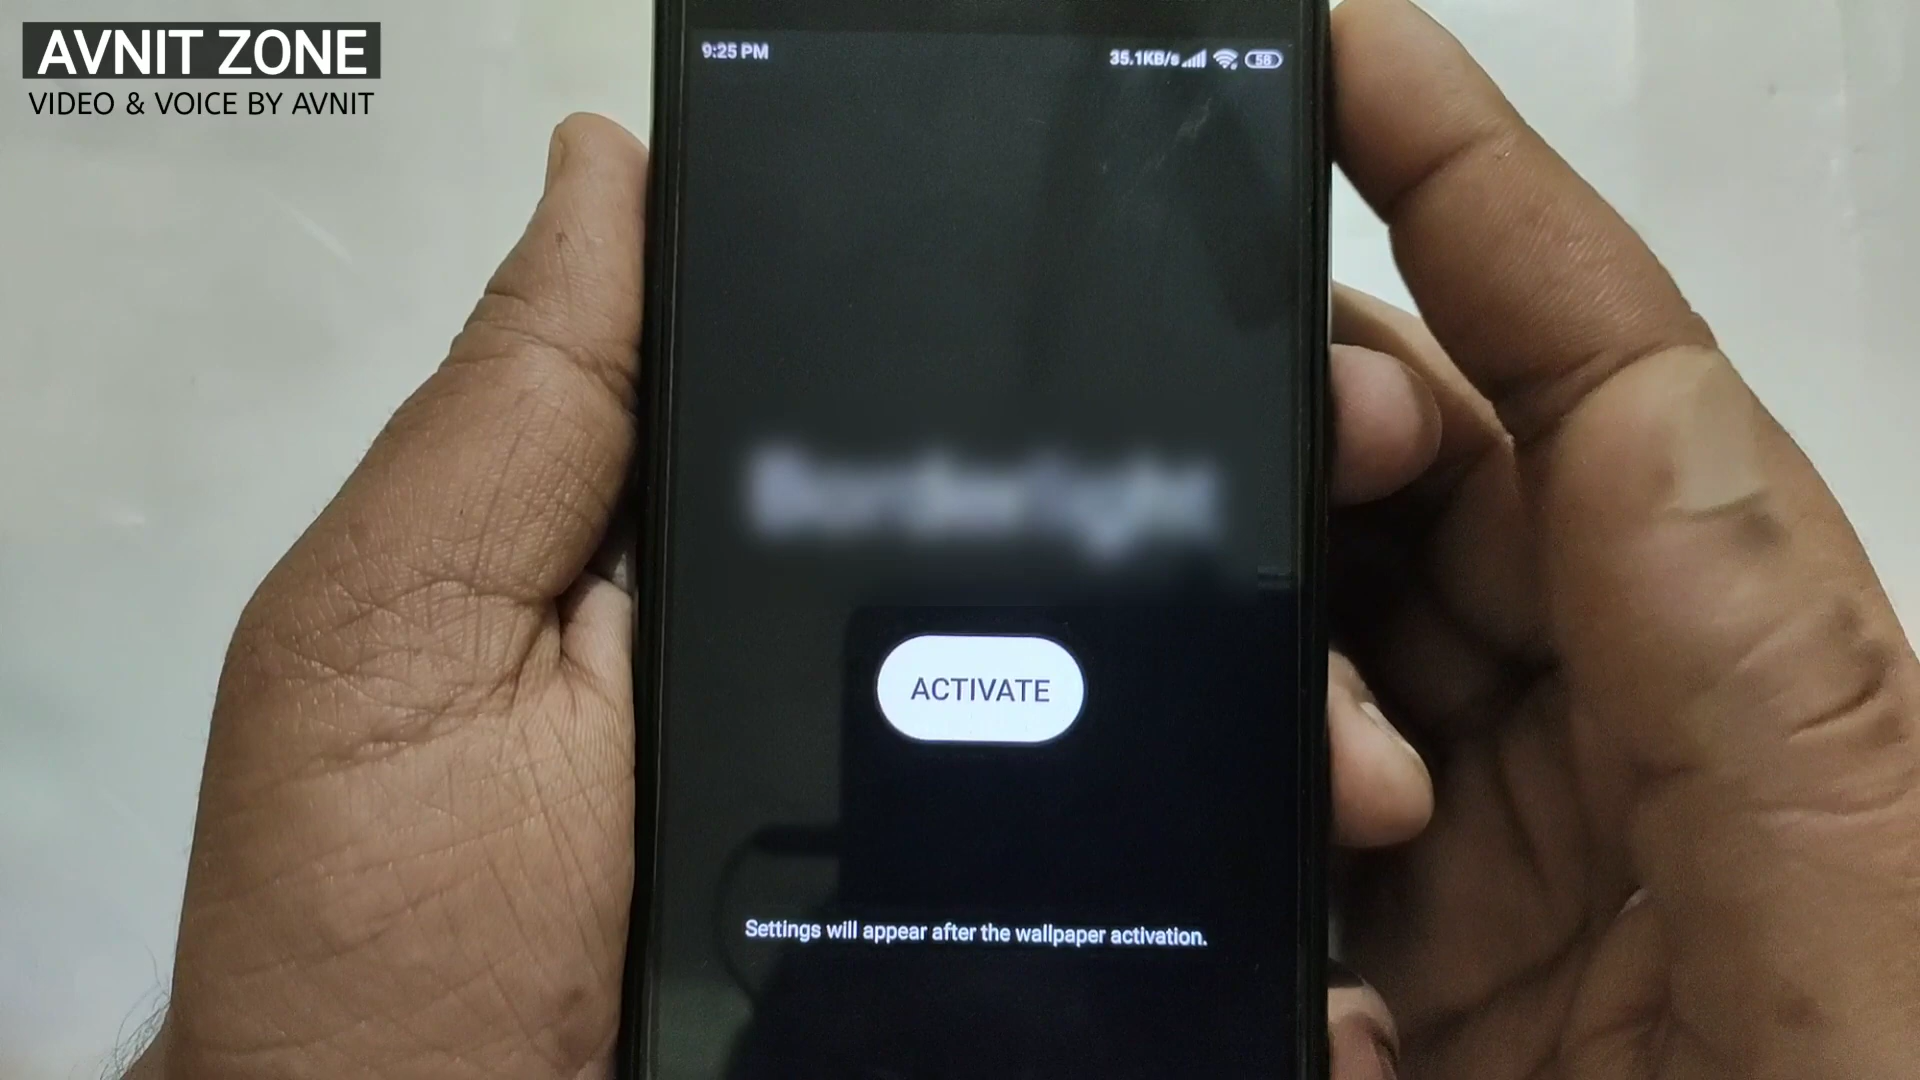 AVNIT ZONE
VIDEO & VOICE BY AVNIT
9:25 PM
35.1KB/s 58
ACTIVATE
Settings will appear after the wallpaper activation.